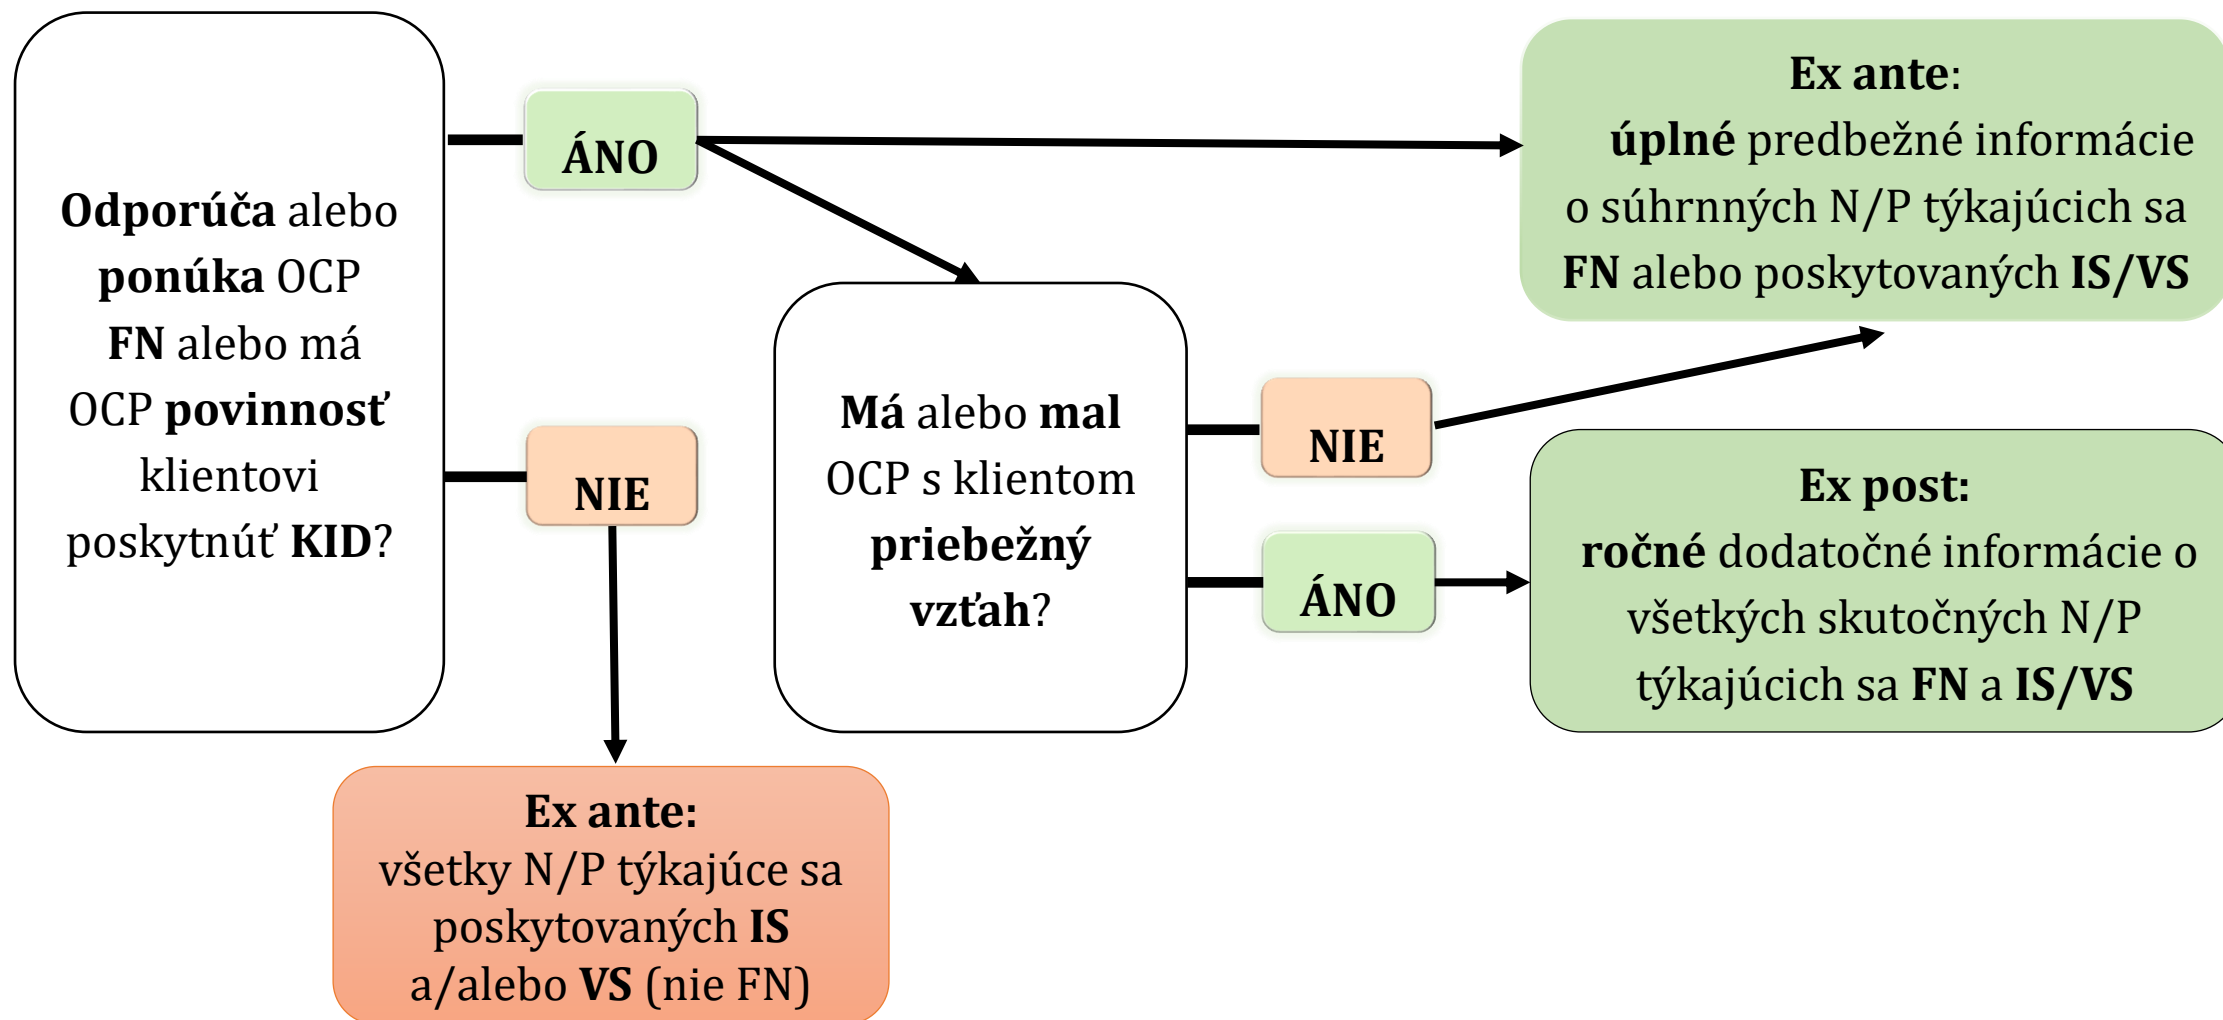 Odporúča alebo
ponúka OCP
FN alebo má
OCP povinnosť
klientovi
poskytnúť KID?
ÁNO
NIE
Ex ante:
všetky N/P týkajúce sa
poskytovaných IS
a/alebo VS (nie FN)
Má alebo mal
OCP s klientom
priebežný
vzťah?
NIE
ÁNO
Ex ante:
úplné predbežné informácie
o súhrnných N/P týkajúcich sa
FN alebo poskytovaných IS/VS
Ex post:
ročné dodatočné informácie o
všetkých skutočných N/P
týkajúcich sa FN a IS/VS